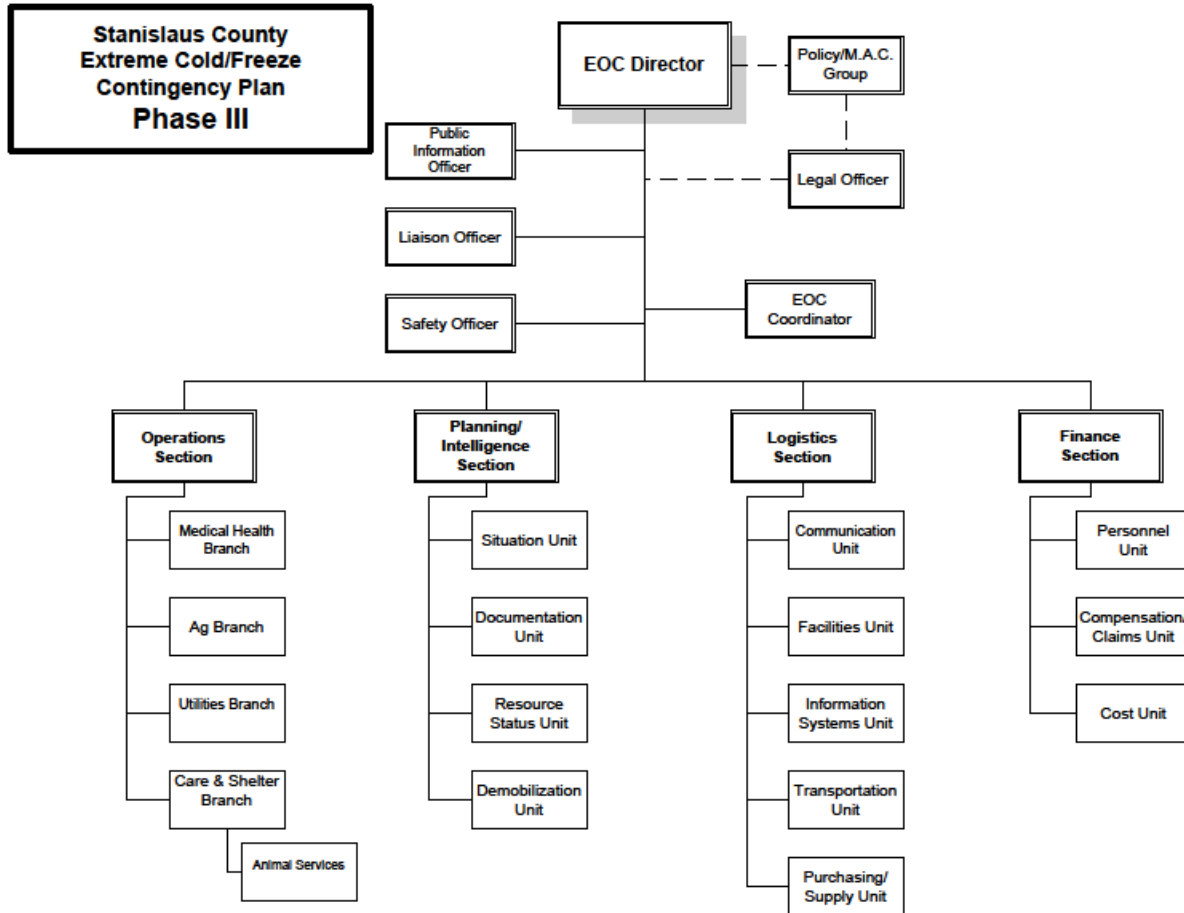 Stanislaus County
Extreme Cold/Freeze
Contingency Plan
Phase III
EOC Director
Policy/M.A.C.
Group
Public
Information
Officer
Legal Officer
Liaison Officer
Safety Officer
EOC
Coordinator
Operations
Section
Planning/
Intelligence
Section
Logistics
Section
Finance
Section
Medical Health
Branch
Ag Branch
Utilities Branch
Care & Shelter
Branch
Animal Services
Situation Unit
Documentation
Unit
Resource
Status Unit
Demobilization
Unit
Communication
Unit
Facilities Unit
Information
Systems Unit
Transportation
Unit
Purchasing/
Supply Unit
Personnel
Unit
Compensation/
Claims Unit
Cost Unit